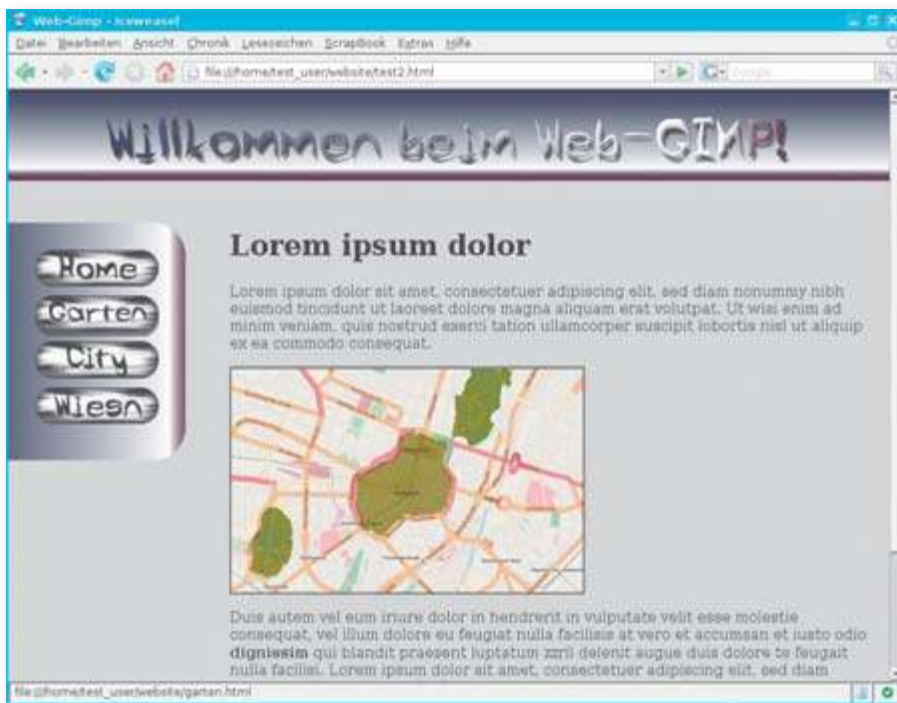 Web-Gimp - Iceweasel
Datei Bearbeiten Ansicht Chronik Lesezeichen ScrapBook Extras Hilfe
file:///home/test_user/website/test2.html Google
Willkommen beim Web-GIMP!
Home
Garten
City
Wiesn
Lorem ipsum dolor
Lorem ipsum dolor sit amet, consectetuer adipiscing elit, sed diam nonummy nibh
euismod tincidunt ut laoreet dolore magna aliquam erat volutpat. Ut wisi enim ad
minim veniam, quis nostrud exerci tation ullamcorper suscipit lobortis nisl ut aliquip
ex ea commodo consequat.
Duis autem vel eum iriure dolor in hendrerit in vulputate velit esse molestie
consequat, vel illum dolore eu feugiat nulla facilisis at vero et accumsan et iusto odio
dignissim qui blandit praesent luptatum zzril delenit augue duis dolore te feugait
nulla facilisi. Lorem ipsum dolor sit amet, consectetuer adipiscing elit, sed diam
file:///home/test_user/website/garten.html